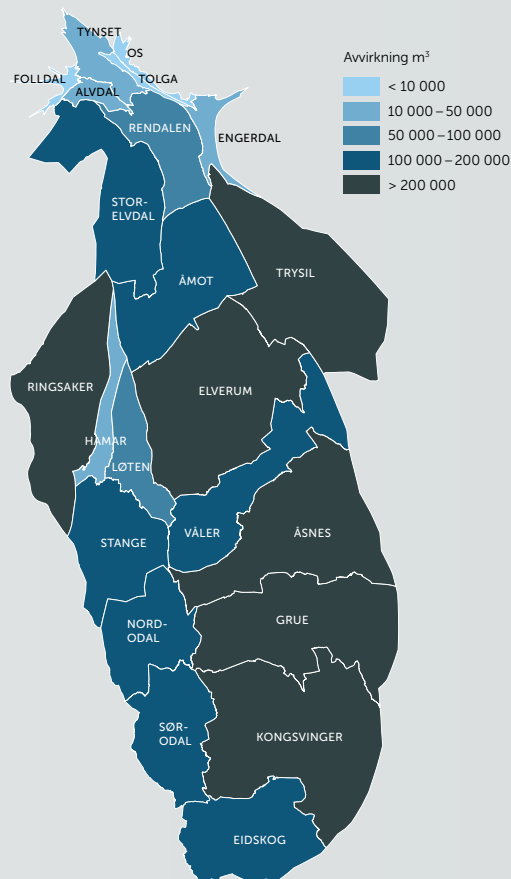 TYNSET
OS
FOLLDAL
TOLGA
ALVDAL
RENDALEN
ENGERDAL
Avvirkning m³
< 10 000
10 000 – 50 000
50 000 – 100 000
100 000 – 200 000
> 200 000
STOR-
ELVDAL
TRYSIL
ÅMOT
RINGSAKER
ELVERUM
HAMAR
LØTEN
STANGE
VÅLER
ÅSNES
NORD-
ODAL
GRUE
SØR-
ODAL
KONGSVINGER
EIDSKOG